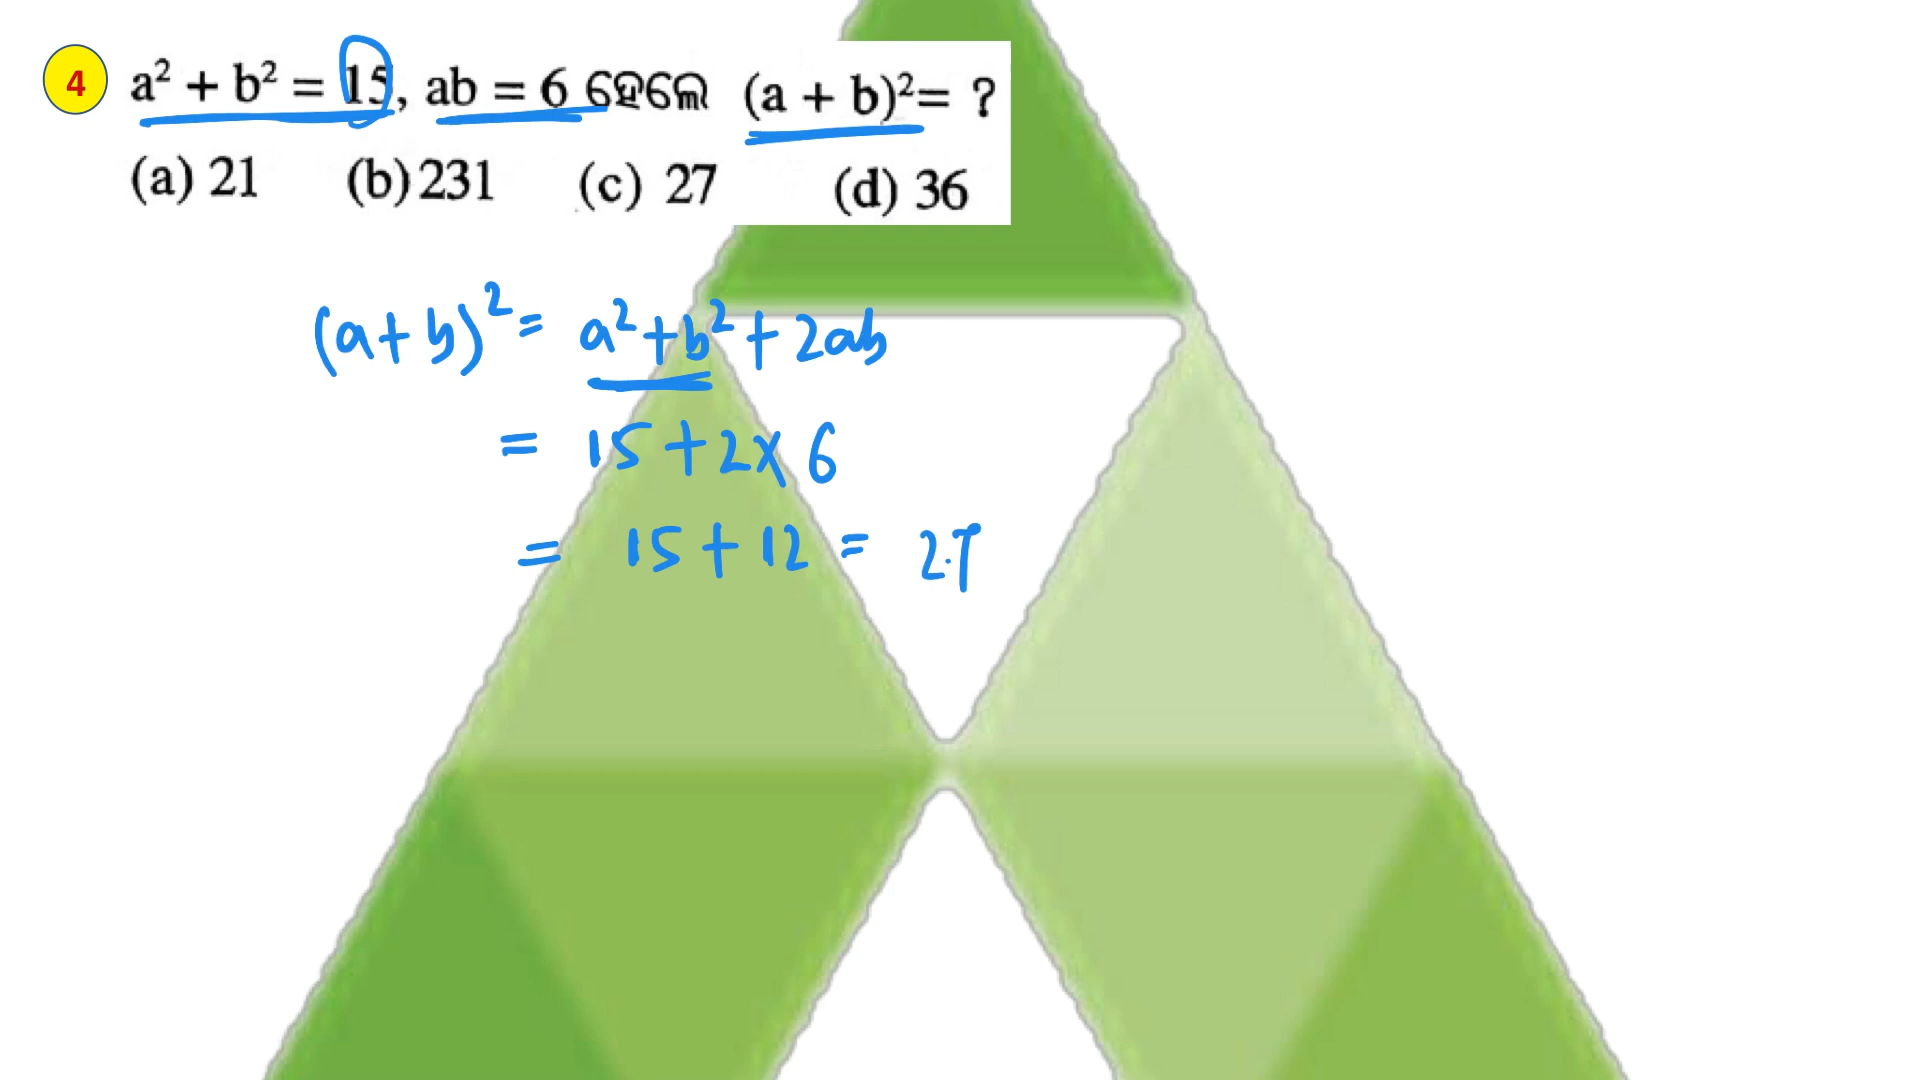 4 a² + b² = 15, ab = 6 ହେଲେ (a + b)² = ?
(a) 21 (b) 231 (c) 27 (d) 36
(a+b)² = a²+b²+2ab
= 15+2×6
= 15+12 = 27